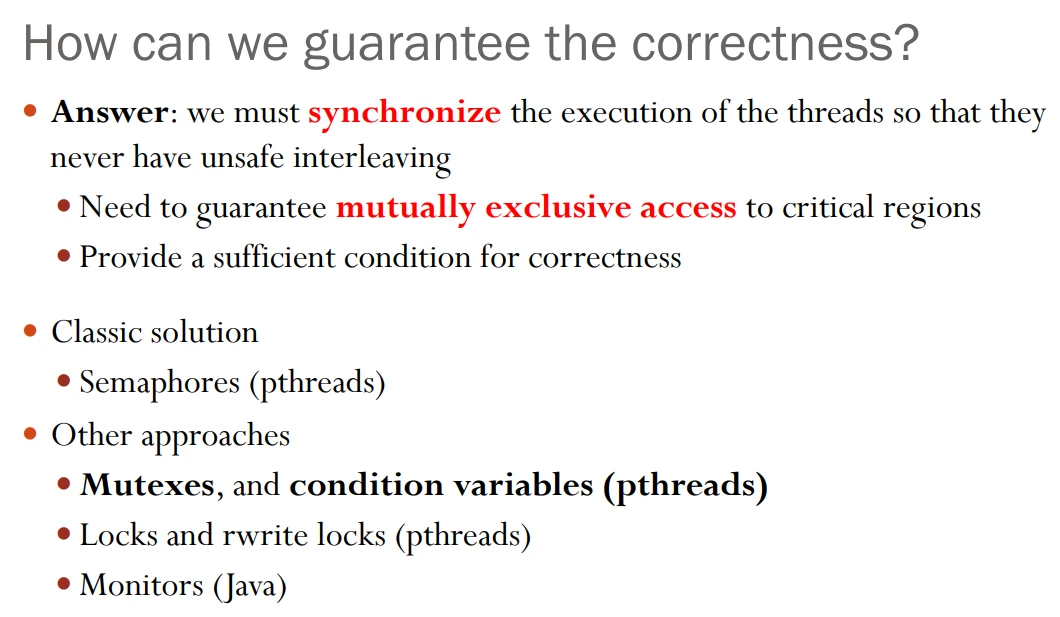 How can we guarantee the correctness?
• Answer: we must synchronize the execution of the threads so that they
never have unsafe interleaving
• Need to guarantee mutually exclusive access to critical regions
• Provide a sufficient condition for correctness
• Classic solution
• Semaphores (pthreads)
• Other approaches
• Mutexes, and condition variables (pthreads)
• Locks and rwrite locks (pthreads)
• Monitors (Java)